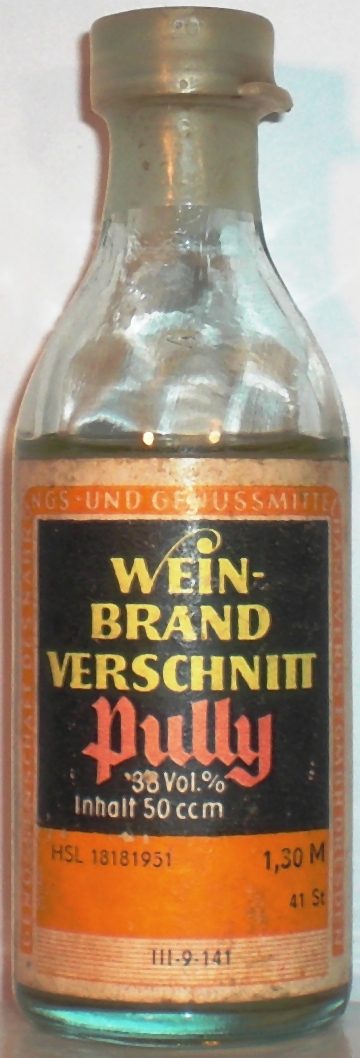 NGS-UND GENUSSMITTE
WEIN-
BRAND
VERSCHNITT
Pully
38 Vol.%
Inhalt 50 ccm
HSL 18181951
1,30 M
41 St
III-9-141